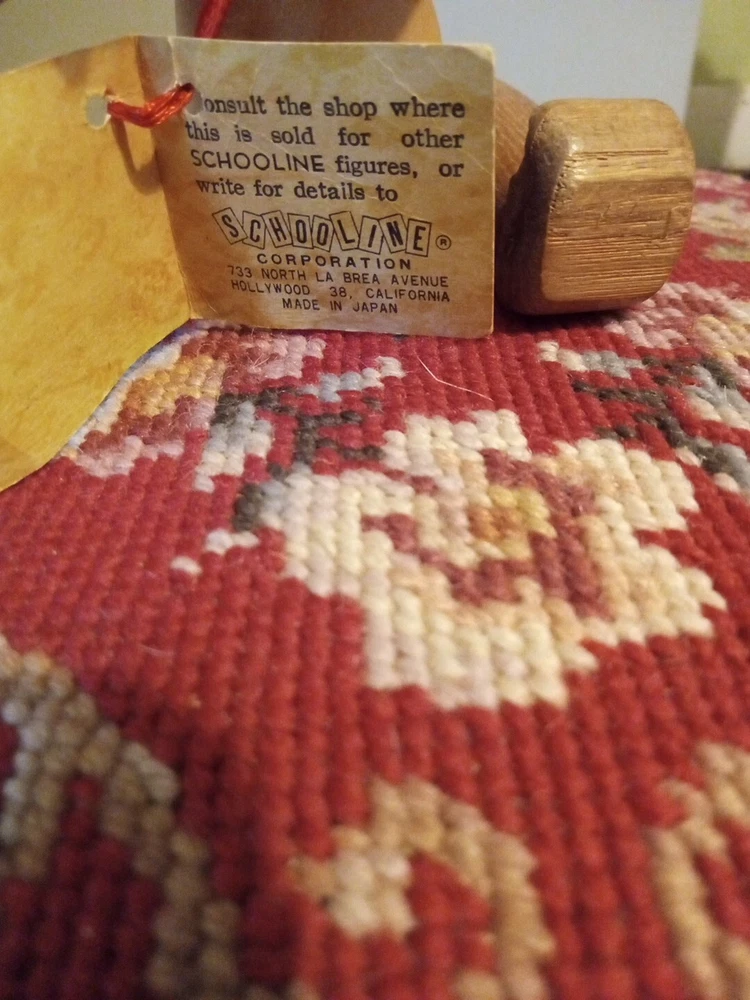 onsult the shop where
this is sold for other
SCHOOLINE figures, or
write for details to
SCHOOLINE®
CORPORATION
733 NORTH LA BREA AVENUE
HOLLYWOOD 38, CALIFORNIA
MADE IN JAPAN